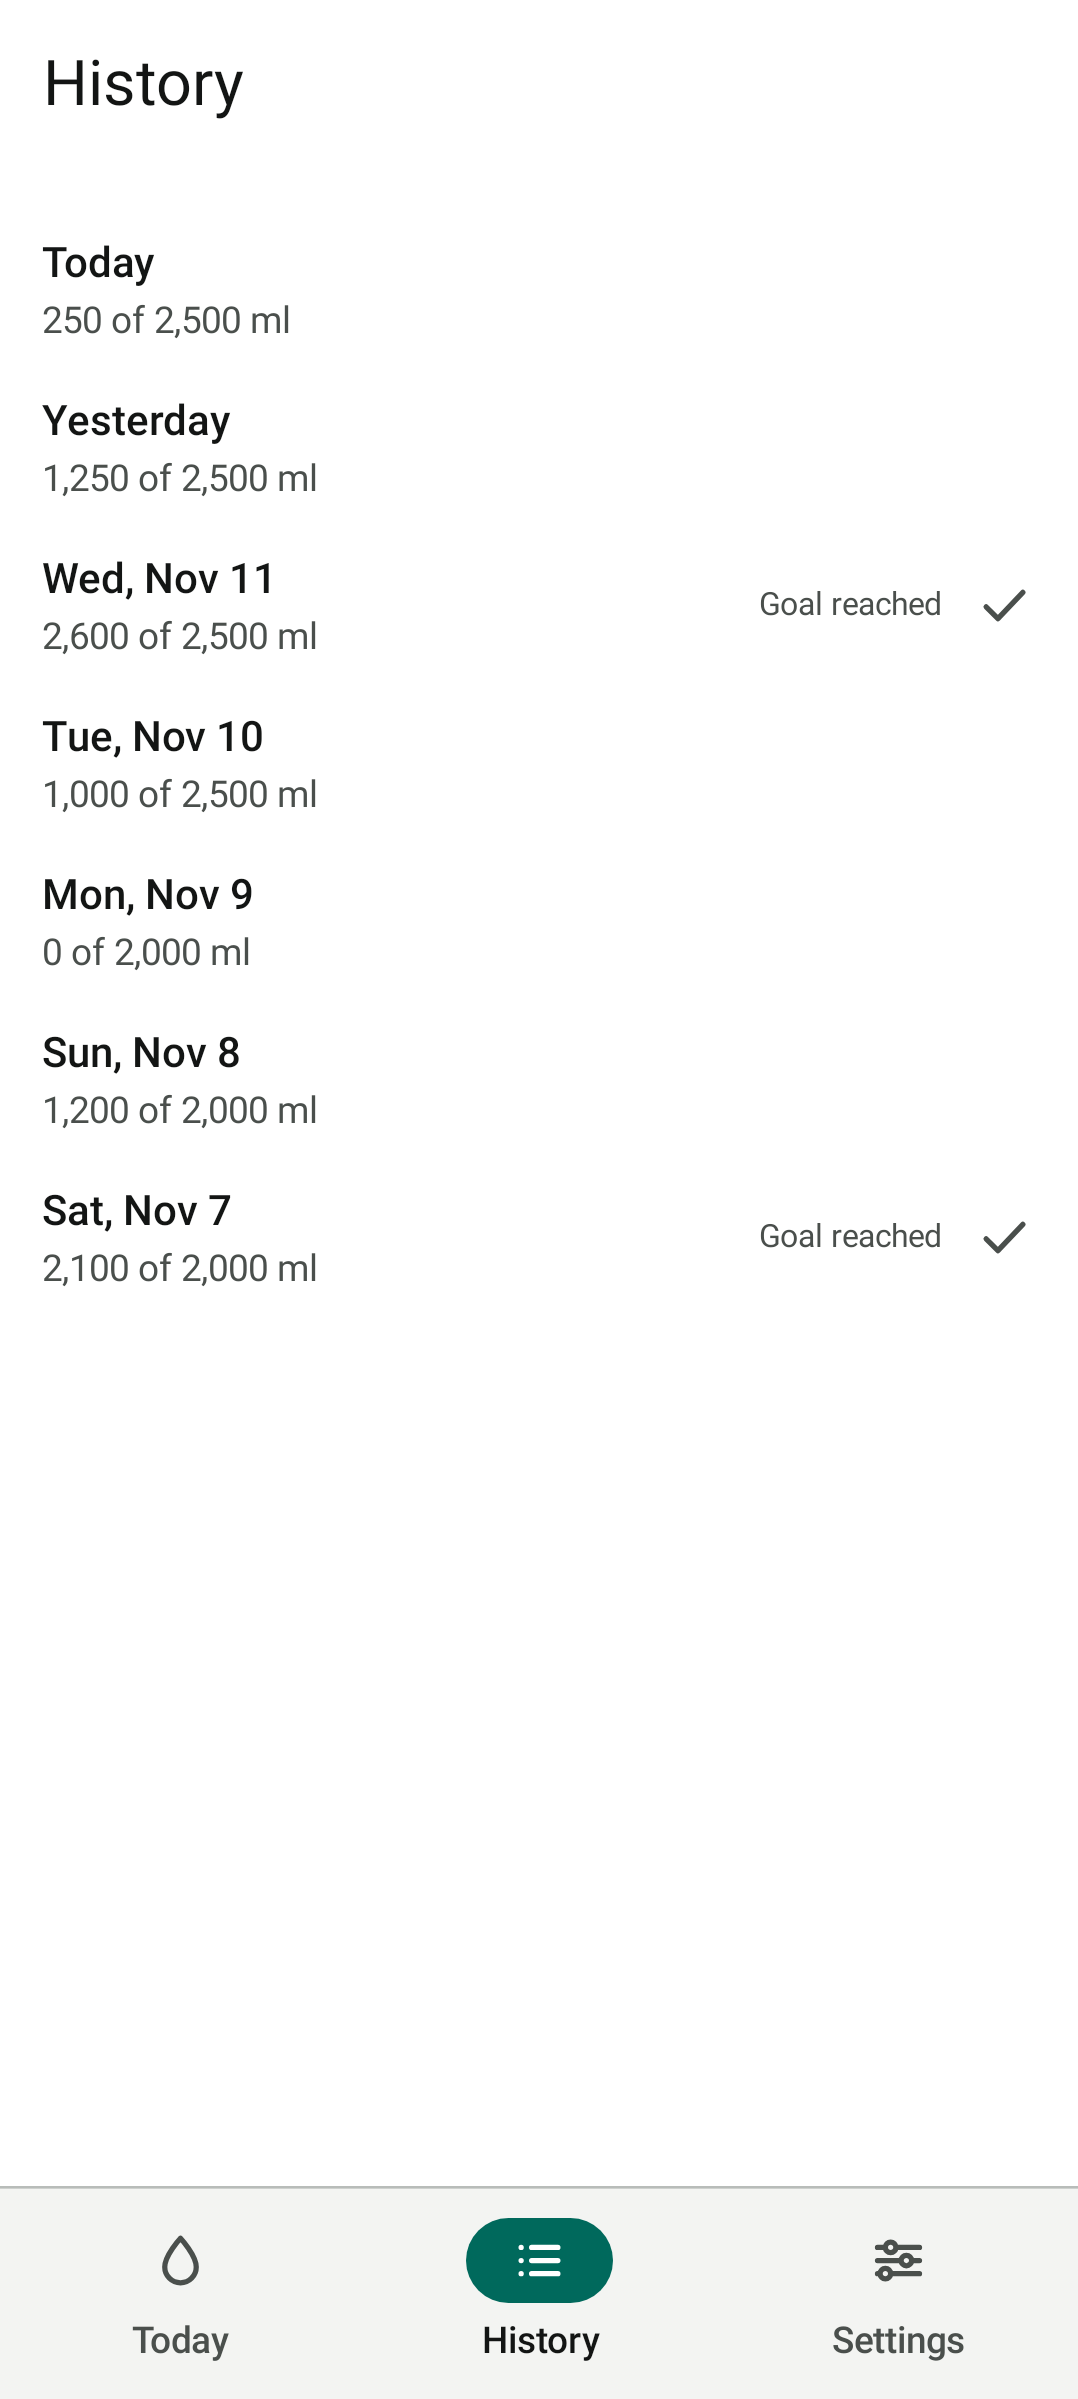 History
Today
250 of 2,500 ml
Yesterday
1,250 of 2,500 ml
Wed, Nov 11
2,600 of 2,500 ml
Goal reached
Tue, Nov 10
1,000 of 2,500 ml
Mon, Nov 9
0 of 2,000 ml
Sun, Nov 8
1,200 of 2,000 ml
Sat, Nov 7
2,100 of 2,000 ml
Goal reached
Today
History
Settings